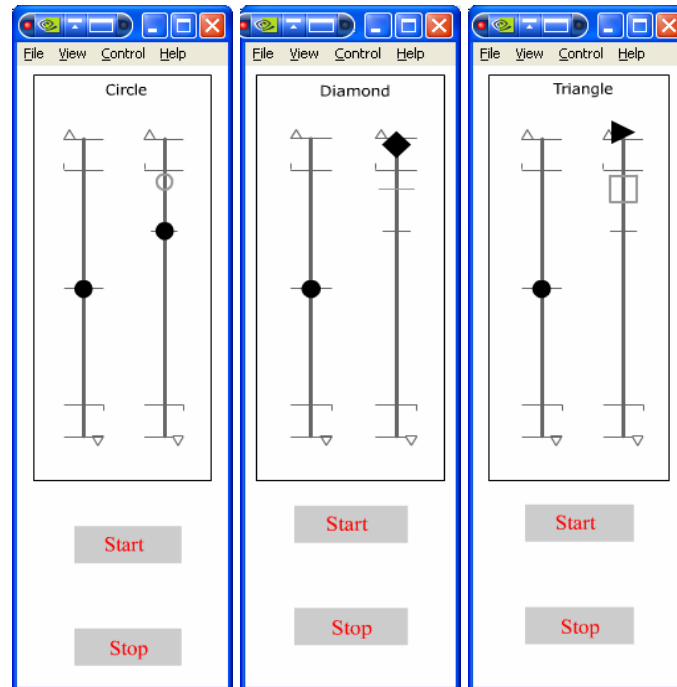 File View Control Help
Circle
Start
Stop
File View Control Help
Diamond
Start
Stop
File View Control Help
Triangle
Start
Stop